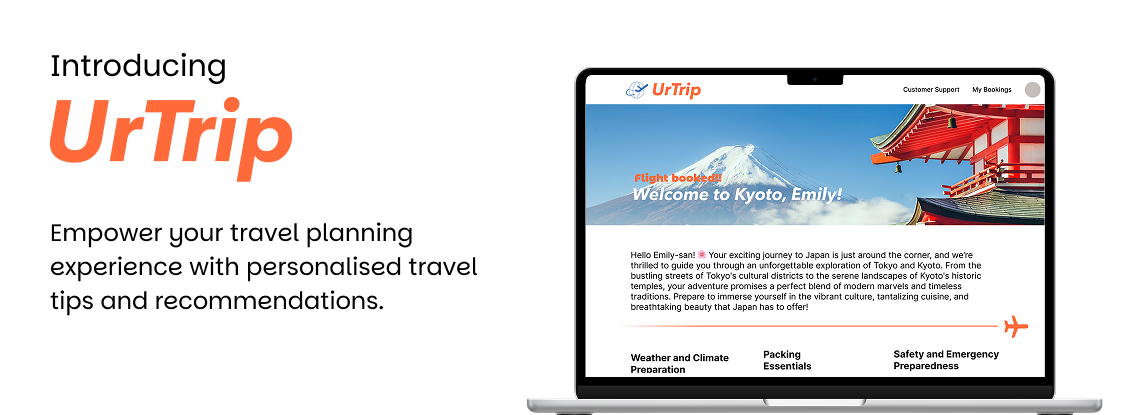 Introducing
UrTrip
Empower your travel planning
experience with personalised travel
tips and recommendations.
UrTrip
Customer Support
My Bookings
Flight booked!!
Welcome to Kyoto, Emily!
Hello Emily-san! 🌸 Your exciting journey to Japan is just around the corner, and we're
thrilled to guide you through an unforgettable exploration of Tokyo and Kyoto. From the
bustling streets of Tokyo's cultural districts to the serene landscapes of Kyoto's historic
temples, your adventure promises a perfect blend of modern marvels and timeless
traditions. Prepare to immerse yourself in the vibrant culture, tantalizing cuisine, and
breathtaking beauty that Japan has to offer!
Weather and Climate
Preparation
Packing
Essentials
Safety and Emergency
Preparedness